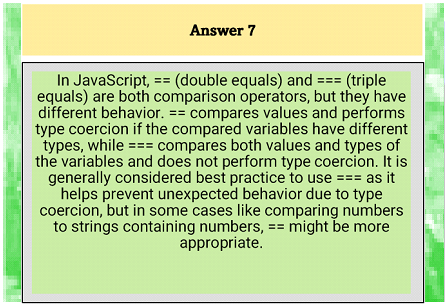 Answer 7
In JavaScript, == (double equals) and === (triple
equals) are both comparison operators, but they have
different behavior. == compares values and performs
type coercion if the compared variables have different
types, while === compares both values and types of
the variables and does not perform type coercion. It is
generally considered best practice to use === as it
helps prevent unexpected behavior due to type
coercion, but in some cases like comparing numbers
to strings containing numbers, == might be more
appropriate.